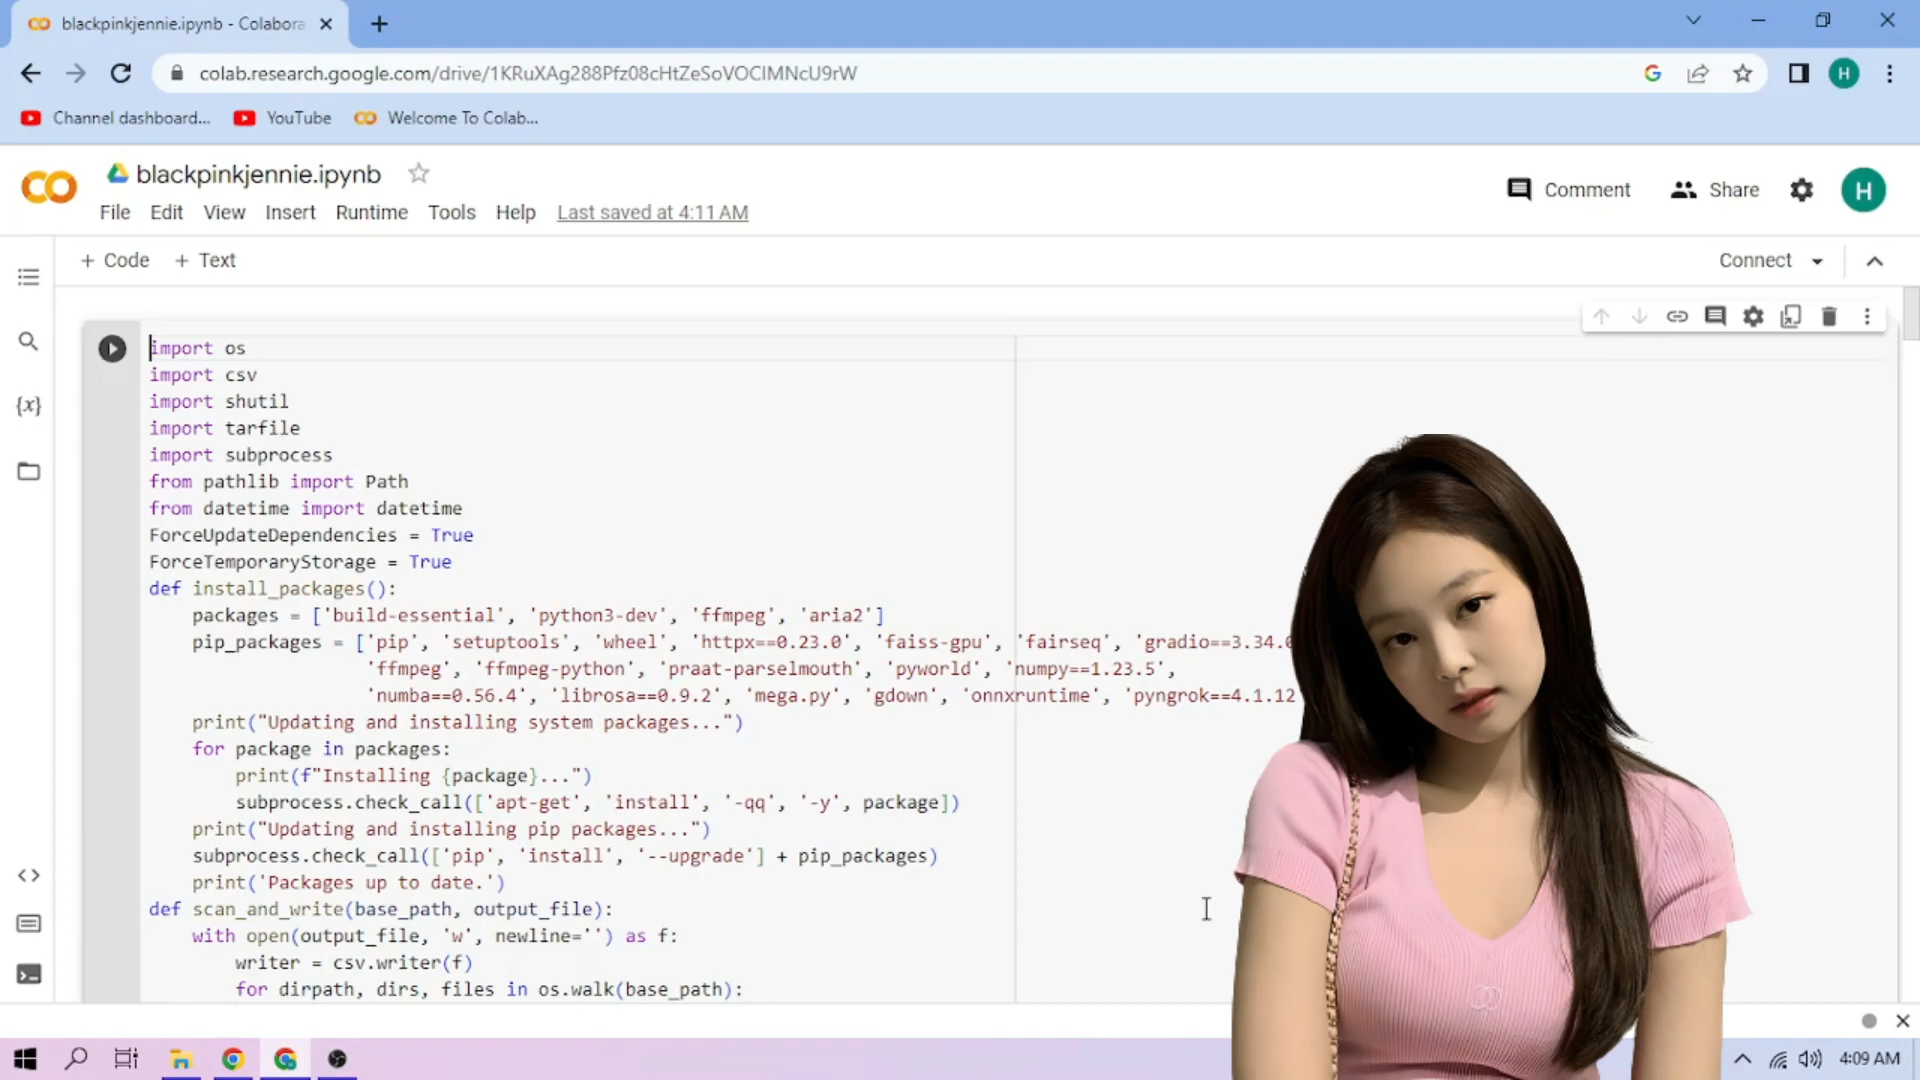 blackpinkjennie.ipynb - Colabora
colab.research.google.com/drive/1KRuXAg288Pfz08cHtZeSoVOCIMNcU9rW
H
Channel dashboard...
YouTube
Welcome To Colab...
blackpinkjennie.ipynb
Comment
Share
H
File Edit View Insert Runtime Tools Help Last saved at 4:11 AM
+ Code + Text
Connect
import os
import csv
import shutil
import tarfile
import subprocess
from pathlib import Path
from datetime import datetime
ForceUpdateDependencies = True
ForceTemporaryStorage = True
def install_packages():
    packages = ['build-essential', 'python3-dev', 'ffmpeg', 'aria2']
    pip_packages = ['pip', 'setuptools', 'wheel', 'httpx==0.23.0', 'faiss-gpu', 'fairseq', 'gradio==3.34.
                    'ffmpeg', 'ffmpeg-python', 'praat-parselmouth', 'pyworld', 'numpy==1.23.5',
                    'numba==0.56.4', 'librosa==0.9.2', 'mega.py', 'gdown', 'onnxruntime', 'pyngrok==4.1.12
    print("Updating and installing system packages...")
    for package in packages:
        print(f"Installing {package}...")
        subprocess.check_call(['apt-get', 'install', '-qq', '-y', package])
    print("Updating and installing pip packages...")
    subprocess.check_call(['pip', 'install', '--upgrade'] + pip_packages)
    print('Packages up to date.')
def scan_and_write(base_path, output_file):
    with open(output_file, 'w', newline='') as f:
        writer = csv.writer(f)
        for dirpath, dirs, files in os.walk(base_path):
4:09 AM